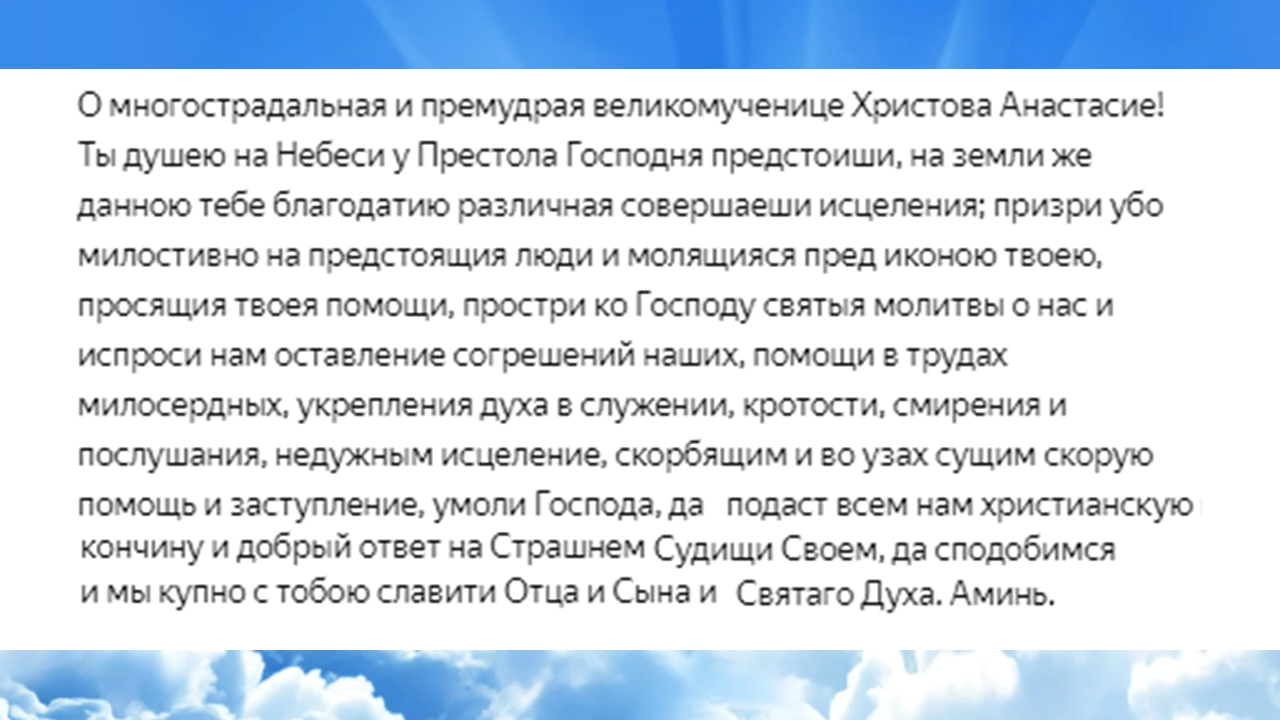 О многострадальная и премудрая великомученице Христова Анастасие!
Ты душею на Небеси у Престола Господня предстоиши, на земли же
данною тебе благодатию различная совершаеши исцеления; призри убо
милостивно на предстоящия люди и молящияся пред иконою твоею,
просящия твоея помощи, простри ко Господу святыя молитвы о нас и
испроси нам оставление согрешений наших, помощи в трудах
милосердных, укрепления духа в служении, кротости, смирения и
послушания, недужным исцеление, скорбящим и во узах сущим скорую
помощь и заступление, умоли Господа, да подаст всем нам христианскую
кончину и добрый ответ на Страшнем Судищи Своем, да сподобимся
и мы купно с тобою славити Отца и Сына и Святаго Духа. Аминь.